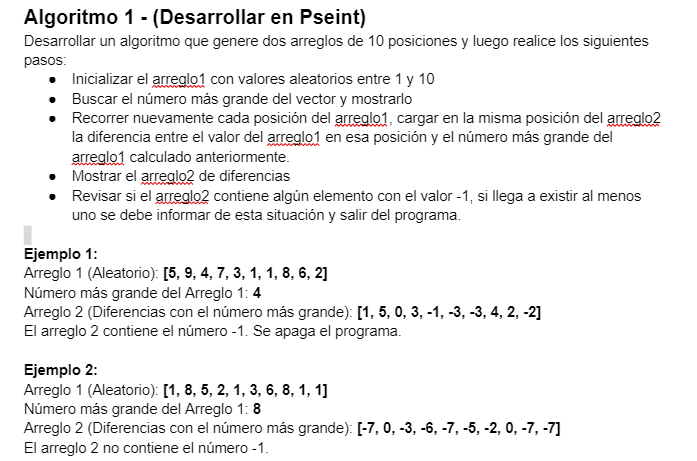 Algoritmo 1 - (Desarrollar en Pseint)
Desarrollar un algoritmo que genere dos arreglos de 10 posiciones y luego realice los siguientes
pasos:
● Inicializar el arreglo1 con valores aleatorios entre 1 y 10
● Buscar el número más grande del vector y mostrarlo
● Recorrer nuevamente cada posición del arreglo1, cargar en la misma posición del arreglo2
la diferencia entre el valor del arreglo1 en esa posición y el número más grande del
arreglo1 calculado anteriormente.
● Mostrar el arreglo2 de diferencias
● Revisar si el arreglo2 contiene algún elemento con el valor -1, si llega a existir al menos
uno se debe informar de esta situación y salir del programa.
Ejemplo 1:
Arreglo 1 (Aleatorio): [5, 9, 4, 7, 3, 1, 1, 8, 6, 2]
Número más grande del Arreglo 1: 4
Arreglo 2 (Diferencias con el número más grande): [1, 5, 0, 3, -1, -3, -3, 4, 2, -2]
El arreglo 2 contiene el número -1. Se apaga el programa.
Ejemplo 2:
Arreglo 1 (Aleatorio): [1, 8, 5, 2, 1, 3, 6, 8, 1, 1]
Número más grande del Arreglo 1: 8
Arreglo 2 (Diferencias con el número más grande): [-7, 0, -3, -6, -7, -5, -2, 0, -7, -7]
El arreglo 2 no contiene el número -1.